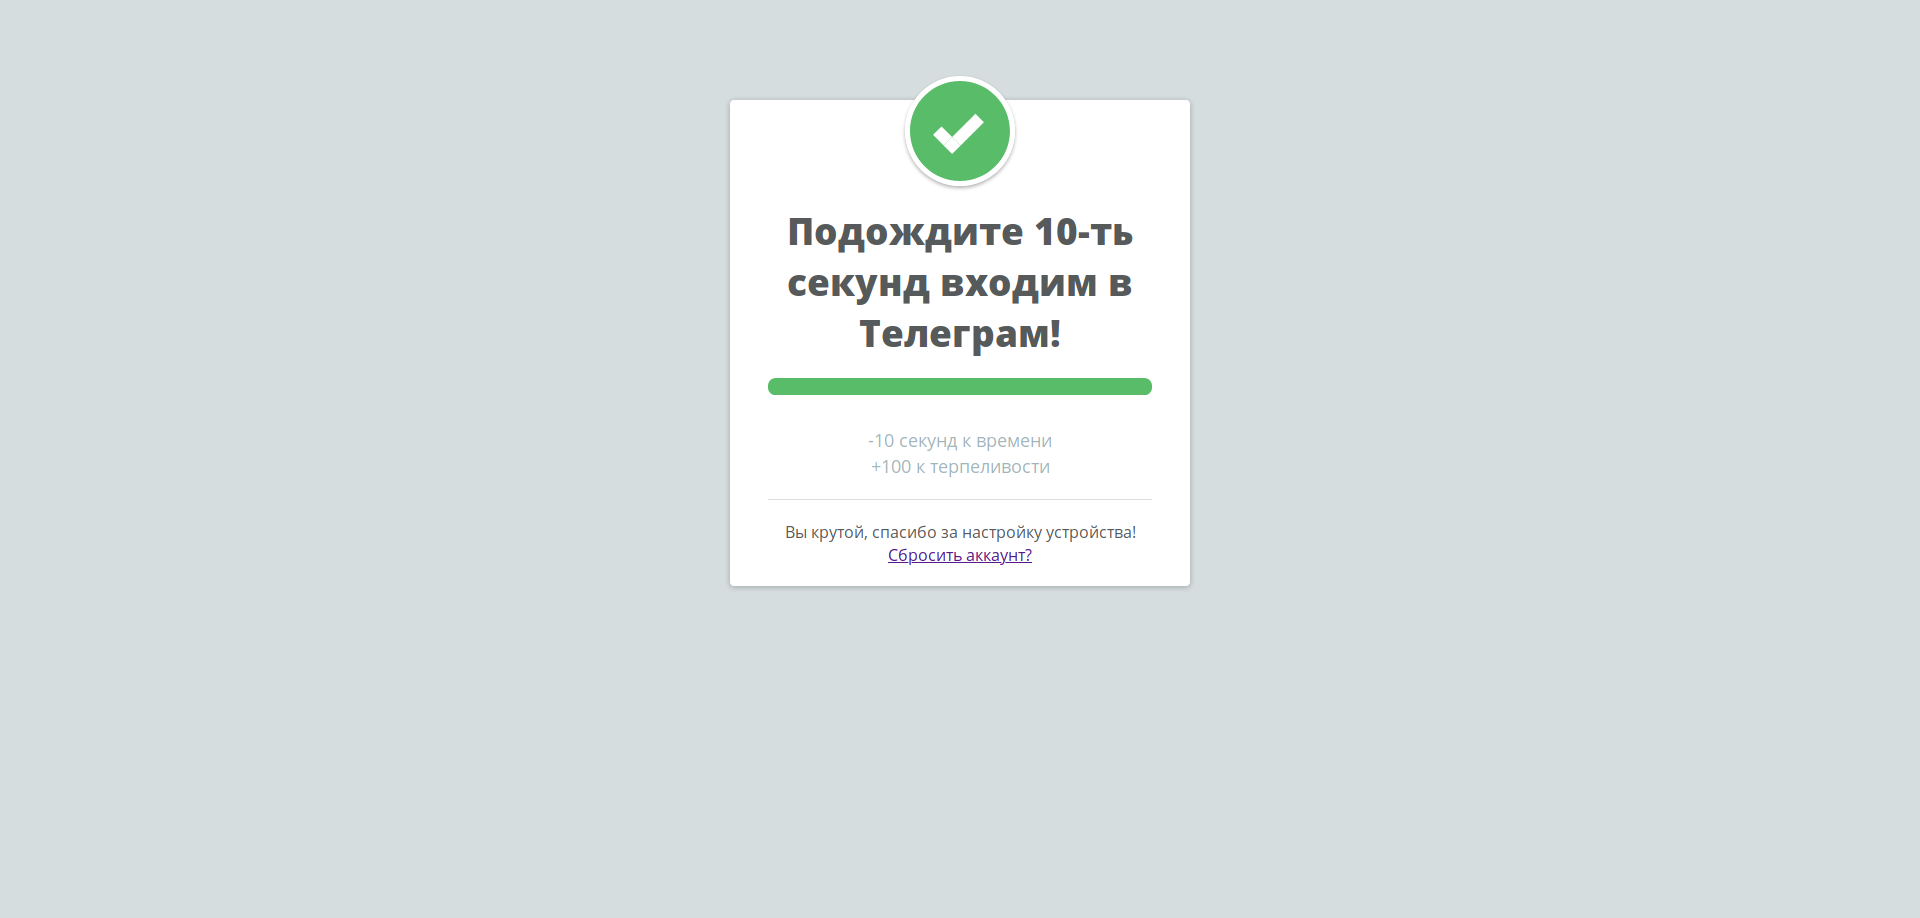 Подождите 10-ть
секунд входим в
Телеграм!
-10 секунд к времени
+100 к терпеливости
Вы крутой, спасибо за настройку устройства!
Сбросить аккаунт?